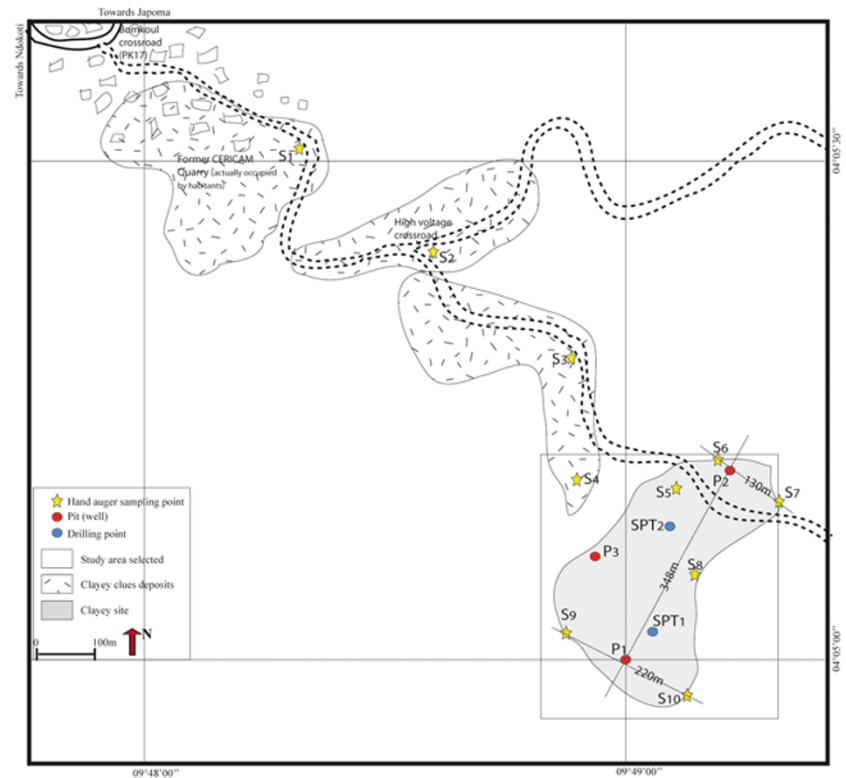 Towards Japoma
Towards Ndokoti
Bomkoul
crossroad
(PK17)
04°05'30"
S1
Former CERICAM
Quarry (actually occupied
by habitants)
High voltage
crossroad
S2
S3
S4
S6
P2
130m
S7
S5
SPT2
P3
348m
S8
S9
SPT1
P1
220m
S10
04°05'00"
Hand auger sampling point
Pit (well)
Drilling point
Study area selected
Clayey clues deposits
Clayey site
0 100m
N
09°48'00"
09°49'00"